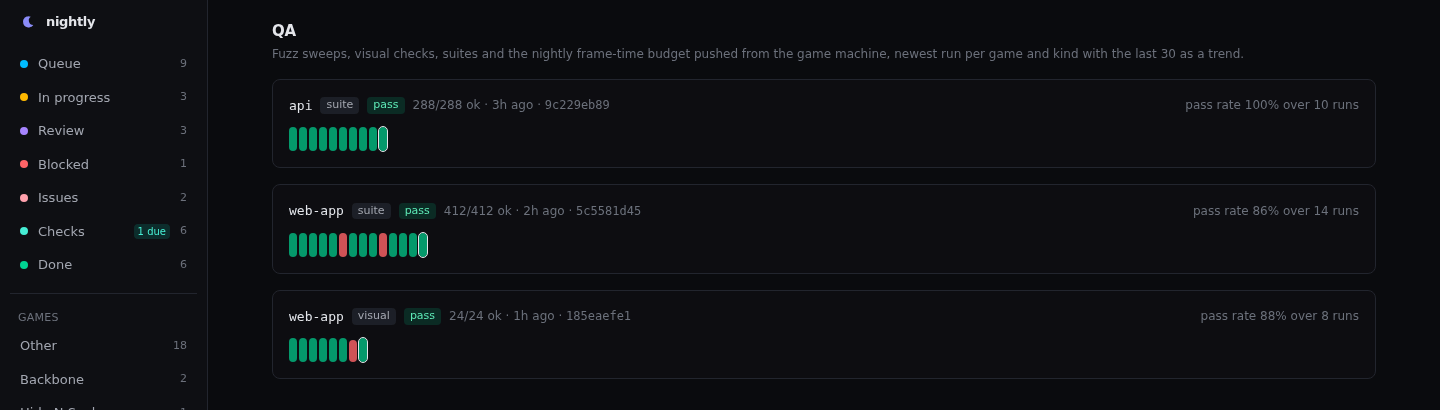 nightly
Queue 9
In progress 3
Review 3
Blocked 1
Issues 2
Checks 1 due 6
Done 6
GAMES
Other 18
Backbone 2
QA
Fuzz sweeps, visual checks, suites and the nightly frame-time budget pushed from the game machine, newest run per game and kind with the last 30 as a trend.
api suite pass 288/288 ok · 3h ago · 9c229eb89 pass rate 100% over 10 runs
web-app suite pass 412/412 ok · 2h ago · 5c5581d45 pass rate 86% over 14 runs
web-app visual pass 24/24 ok · 1h ago · 185eaefe1 pass rate 88% over 8 runs